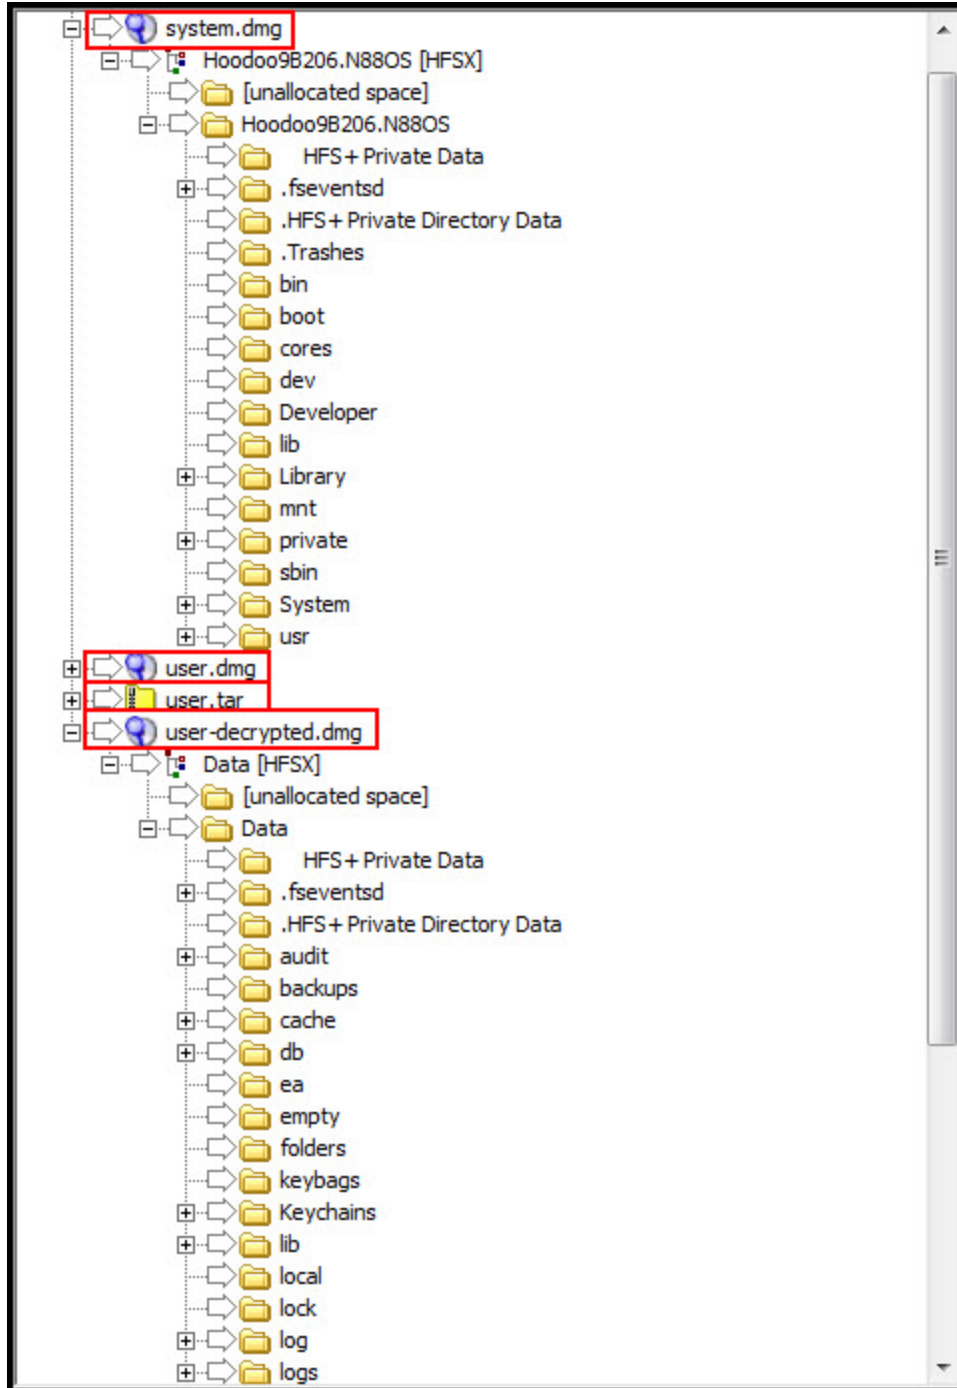 system.dmg
Hoodoo9B206.N88OS [HFSX]
[unallocated space]
Hoodoo9B206.N88OS
HFS+ Private Data
.fseventsd
.HFS+ Private Directory Data
.Trashes
bin
boot
cores
dev
Developer
lib
Library
mnt
private
sbin
System
usr
user.dmg
user.tar
user-decrypted.dmg
Data [HFSX]
[unallocated space]
Data
HFS+ Private Data
.fseventsd
.HFS+ Private Directory Data
audit
backups
cache
db
ea
empty
folders
keybags
Keychains
lib
local
lock
log
logs